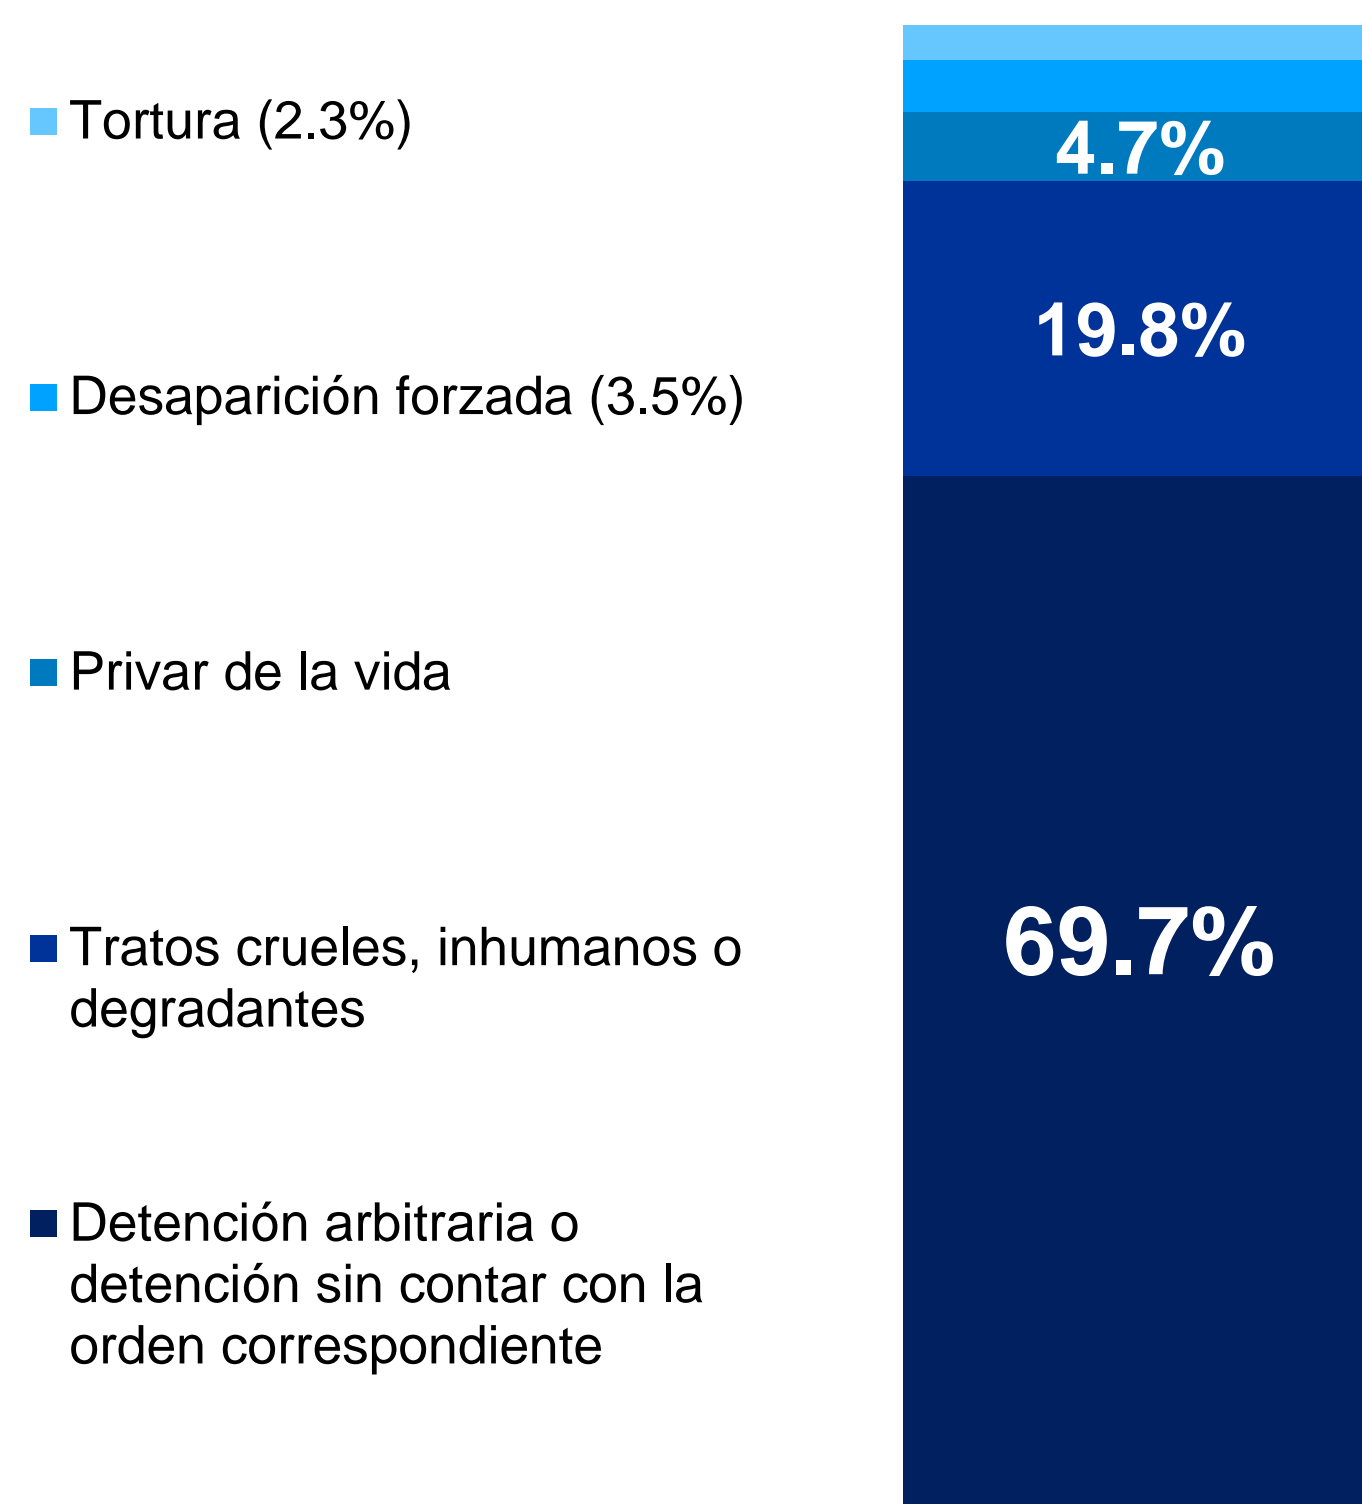 Tortura (2.3%)
Desaparición forzada (3.5%)
Privar de la vida
Tratos crueles, inhumanos o
degradantes
Detención arbitraria o
detención sin contar con la
orden correspondiente
4.7%
19.8%
69.7%